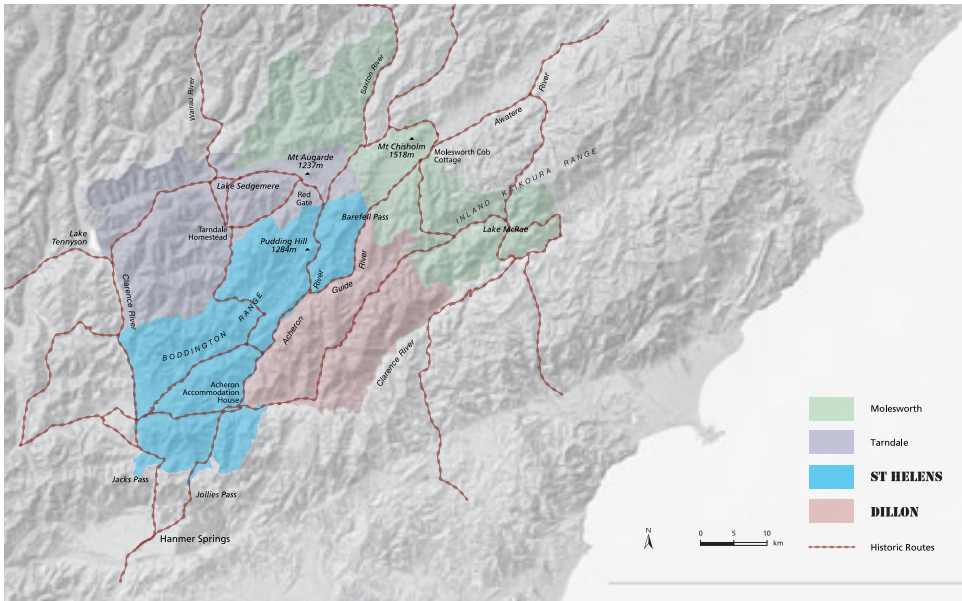 Wairau River
Saxton River
River
Awatere
Mt Chisholm
1518m
Molesworth Cob
Cottage
Mt Augarde
1237m
Lake Sedgemere
Red
Gate
INLAND KAIKOURA RANGE
Barefell Pass
Lake McRae
Tarndale
Homestead
Lake
Tennyson
Pudding Hill
1284m
River
River
Guide
Clarence River
BODDINGTON RANGE
Acheron
Clarence River
Acheron
Accommodation
House
Jacks Pass
Jollies Pass
Hanmer Springs
Molesworth
Tarndale
ST HELENS
DILLON
Historic Routes
N
0 5 10
km